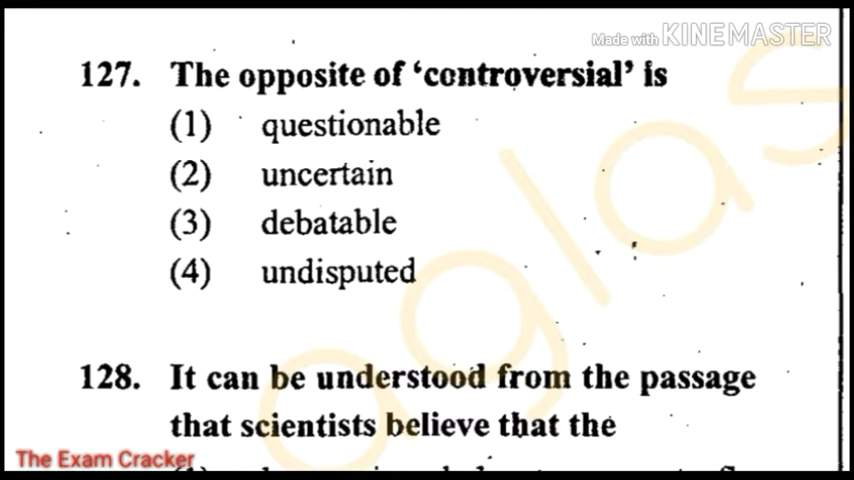 Made with KINEMASTER
127. The opposite of ‘controversial’ is
(1) questionable
(2) uncertain
(3) debatable
(4) undisputed
128. It can be understood from the passage
that scientists believe that the
The Exam Cracker